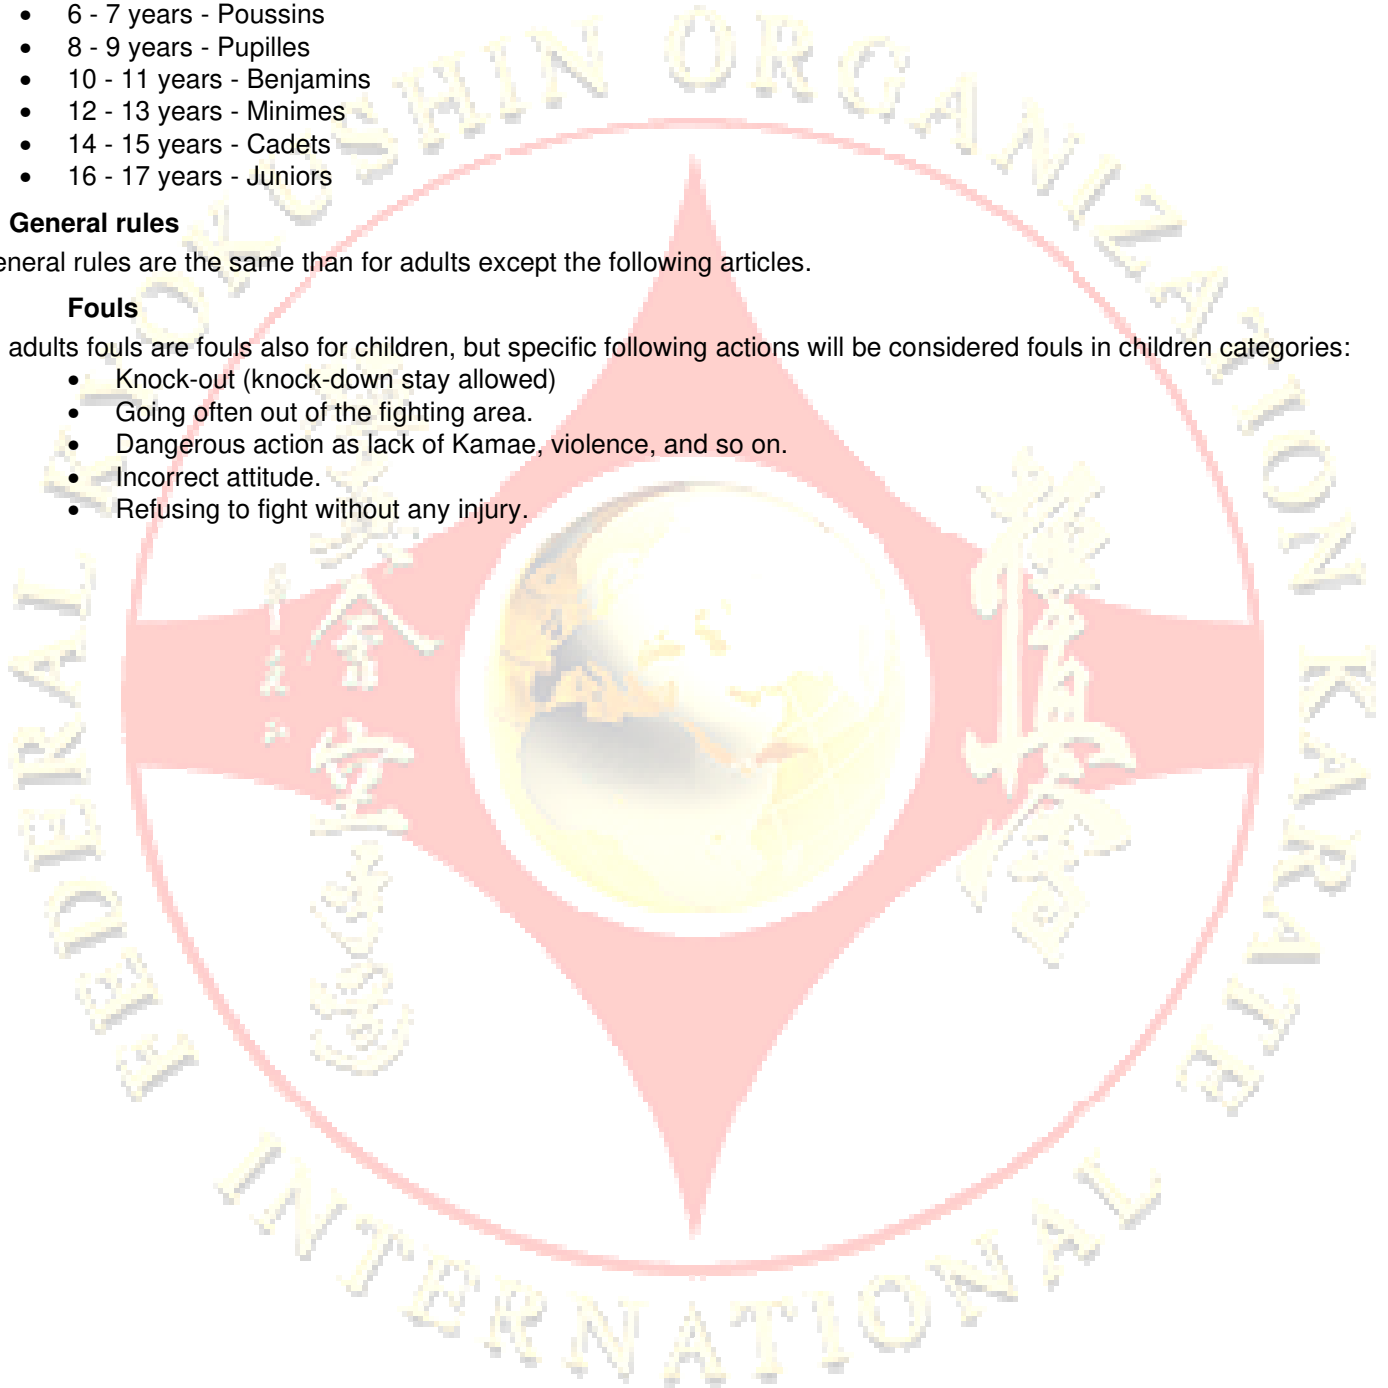 • 6 - 7 years - Poussins
• 8 - 9 years - Pupilles
• 10 - 11 years - Benjamins
• 12 - 13 years - Minimes
• 14 - 15 years - Cadets
• 16 - 17 years - Juniors
General rules
eneral rules are the same than for adults except the following articles.
Fouls
adults fouls are fouls also for children, but specific following actions will be considered fouls in children categories:
• Knock-out (knock-down stay allowed)
• Going often out of the fighting area.
• Dangerous action as lack of Kamae, violence, and so on.
• Incorrect attitude.
• Refusing to fight without any injury.
FEDERAL KYOKUSHIN ORGANIZATION KARATE
INTERNATIONAL